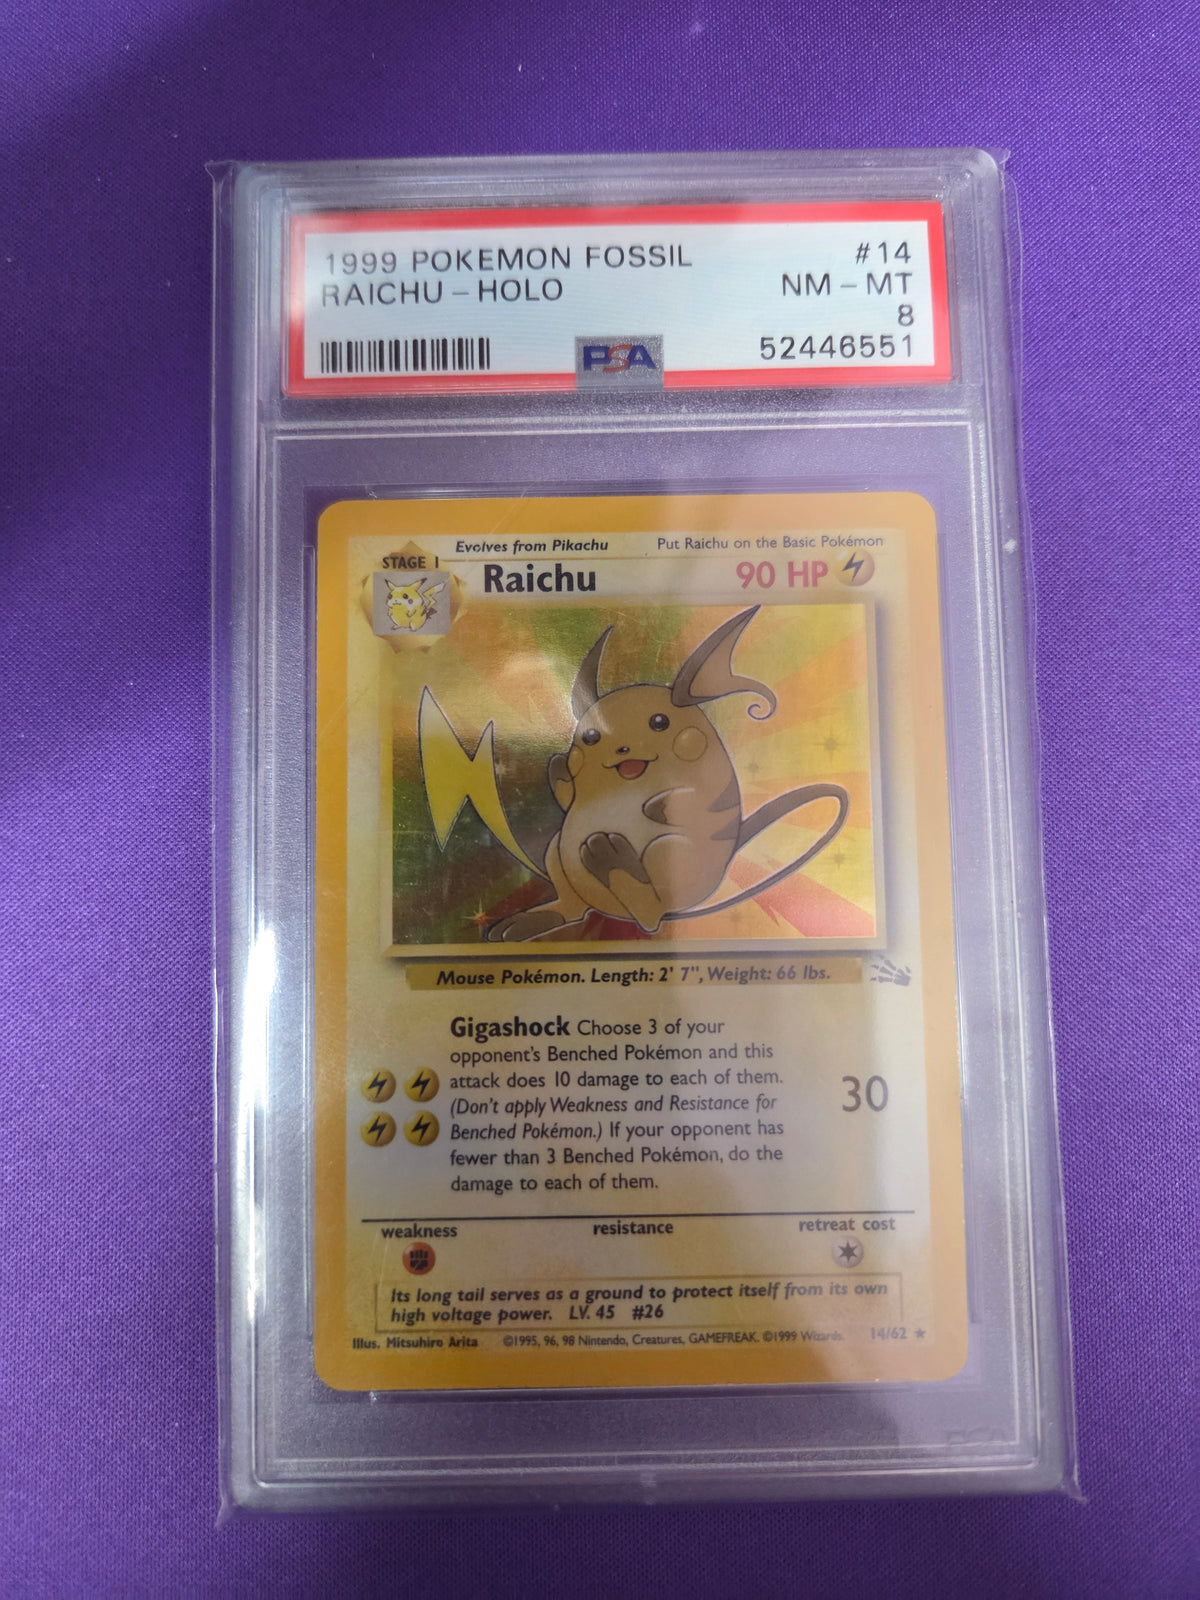 1999 POKEMON FOSSIL #14
RAICHU - HOLO NM - MT
8
PSA 52446551
Evolves from Pikachu Put Raichu on the Basic Pokémon
STAGE 1
Raichu 90 HP
Mouse Pokémon. Length: 2' 7", Weight: 66 lbs.
Gigashock Choose 3 of your
opponent's Benched Pokémon and this
attack does 10 damage to each of them.
(Don't apply Weakness and Resistance for
Benched Pokémon.) If your opponent has
fewer than 3 Benched Pokémon, do the
damage to each of them.
30
weakness resistance retreat cost
Its long tail serves as a ground to protect itself from its own
high voltage power. LV. 45 #26
Illus. Mitsuhiro Arita ©1995, 96, 98 Nintendo, Creatures, GAMEFREAK. ©1999 Wizards. 14/62 ★
PSA